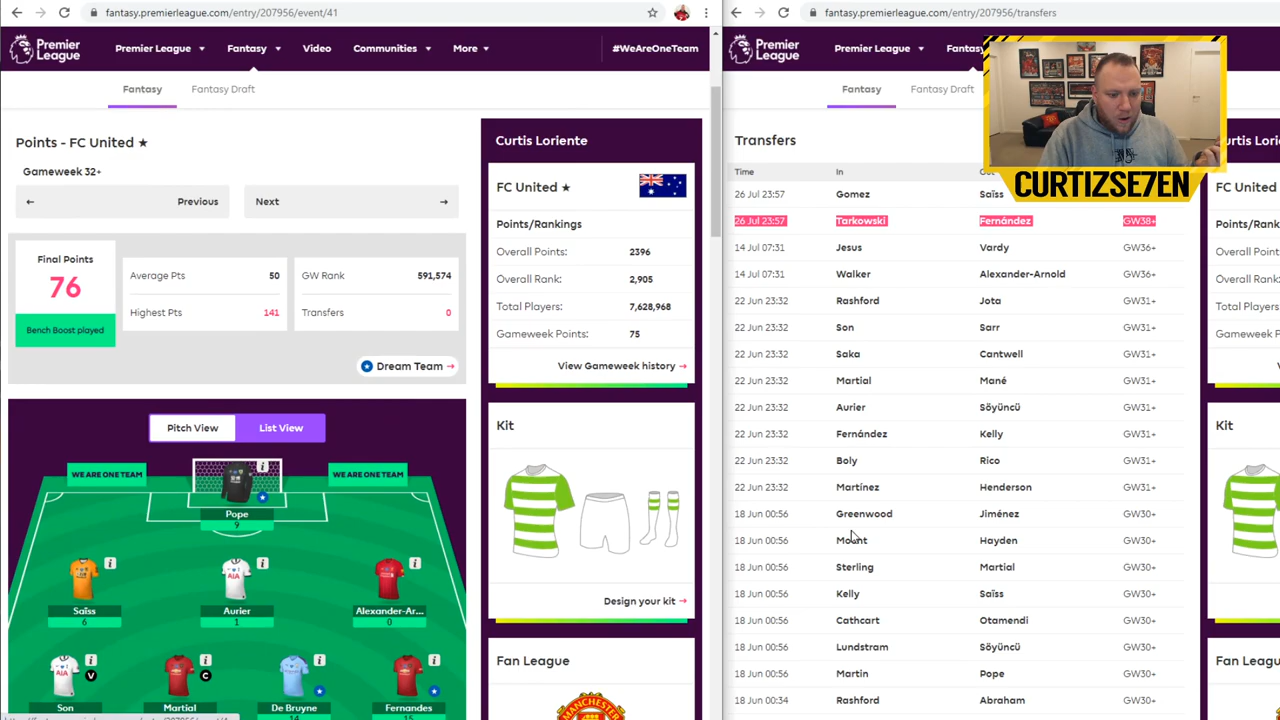 fantasy.premierleague.com/entry/207956/event/41
Premier League
Premier League Fantasy Video Communities More #WeAreOneTeam
Fantasy Fantasy Draft
Points - FC United ★
Gameweek 32+
← Previous Next →
Final Points
76
Bench Boost played
Average Pts 50
Highest Pts 141
GW Rank 591,574
Transfers 0
Dream Team →
Pitch View List View
WE ARE ONE TEAM WE ARE ONE TEAM
Pope
9
Saïss
6
Aurier
1
Alexander-Ar...
0
Son V
Martial C
De Bruyne
14
Fernandes
15
Curtis Loriente
FC United ★
Points/Rankings
Overall Points: 2396
Overall Rank: 2,905
Total Players: 7,628,968
Gameweek Points: 75
View Gameweek history →
Kit
Design your kit →
Fan League
fantasy.premierleague.com/entry/207956/transfers
Premier League
Premier League
Fantasy Fantasy Draft
Transfers
Time In
26 Jul 23:57 Gomez Saïss
26 Jul 23:57 Tarkowski Fernández GW38+
14 Jul 07:31 Jesus Vardy GW36+
14 Jul 07:31 Walker Alexander-Arnold GW36+
22 Jun 23:32 Rashford Jota GW31+
22 Jun 23:32 Son Sarr GW31+
22 Jun 23:32 Saka Cantwell GW31+
22 Jun 23:32 Martial Mané GW31+
22 Jun 23:32 Aurier Söyüncü GW31+
22 Jun 23:32 Fernández Kelly GW31+
22 Jun 23:32 Boly Rico GW31+
22 Jun 23:32 Martínez Henderson GW31+
18 Jun 00:56 Greenwood Jiménez GW30+
18 Jun 00:56 Mount Hayden GW30+
18 Jun 00:56 Sterling Martial GW30+
18 Jun 00:56 Kelly Saïss GW30+
18 Jun 00:56 Cathcart Otamendi GW30+
18 Jun 00:56 Lundstram Söyüncü GW30+
18 Jun 00:56 Martin Pope GW30+
18 Jun 00:34 Rashford Abraham GW30+
CURTIZSE7EN
FC United
Kit